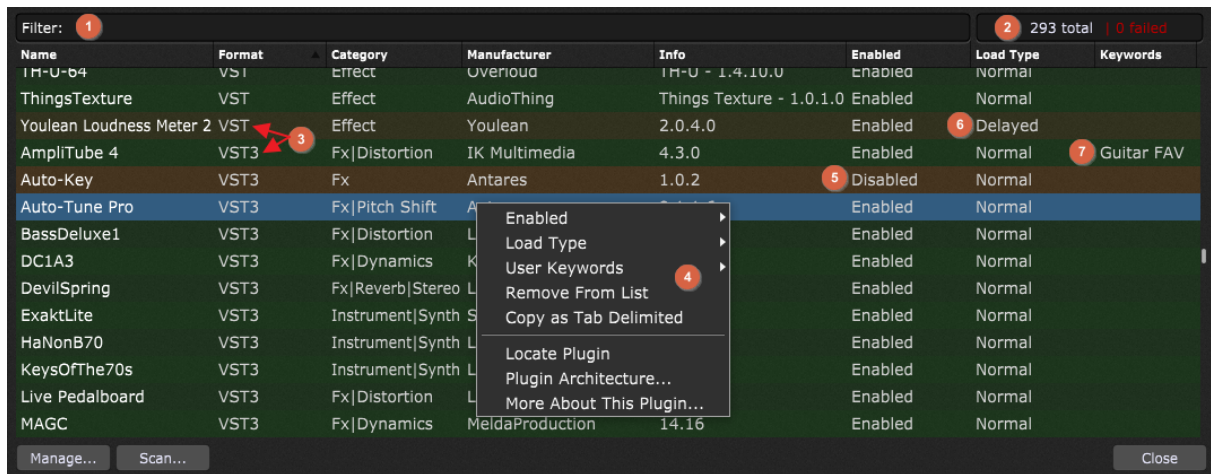 Filter: 1 2 293 total | 0 failed
Name Format Category Manufacturer Info Enabled Load Type Keywords
TH-U-64 VST Effect Overloud TH-U - 1.4.10.0 Enabled Normal
ThingsTexture VST Effect AudioThing Things Texture - 1.0.1.0 Enabled Normal
Youlean Loudness Meter 2 VST 3 Effect Youlean 2.0.4.0 Enabled 6 Delayed
AmpliTube 4 VST3 Fx|Distortion IK Multimedia 4.3.0 Enabled Normal 7 Guitar FAV
Auto-Key VST3 Fx Antares 1.0.2 5 Disabled Normal
Auto-Tune Pro VST3 Fx|Pitch Shift Enabled Normal
BassDeluxe1 VST3 Fx|Distortion L Enabled Normal
DC1A3 VST3 Fx|Dynamics K Enabled Normal
DevilSpring VST3 Fx|Reverb|Stereo L Enabled Normal
ExaktLite VST3 Instrument|Synth S Enabled Normal
HaNonB70 VST3 Instrument|Synth L Enabled Normal
KeysOfThe70s VST3 Instrument|Synth L Enabled Normal
Live Pedalboard VST3 Fx|Distortion L Enabled Normal
MAGC VST3 Fx|Dynamics MeldaProduction 14.16 Enabled Normal
Enabled
Load Type
User Keywords 4
Remove From List
Copy as Tab Delimited
Locate Plugin
Plugin Architecture...
More About This Plugin...
Manage... Scan... Close